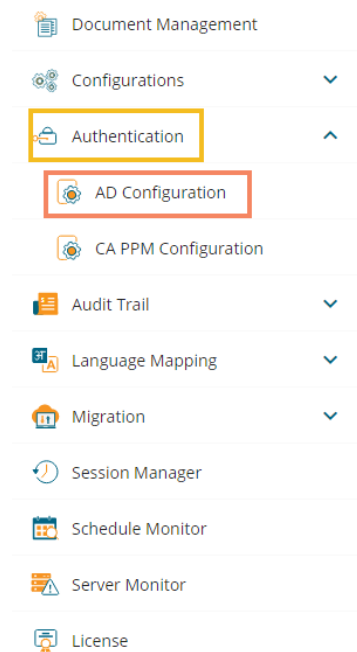 Document Management
Configurations
Authentication
AD Configuration
CA PPM Configuration
Audit Trail
अ A Language Mapping
Migration
Session Manager
Schedule Monitor
Server Monitor
License